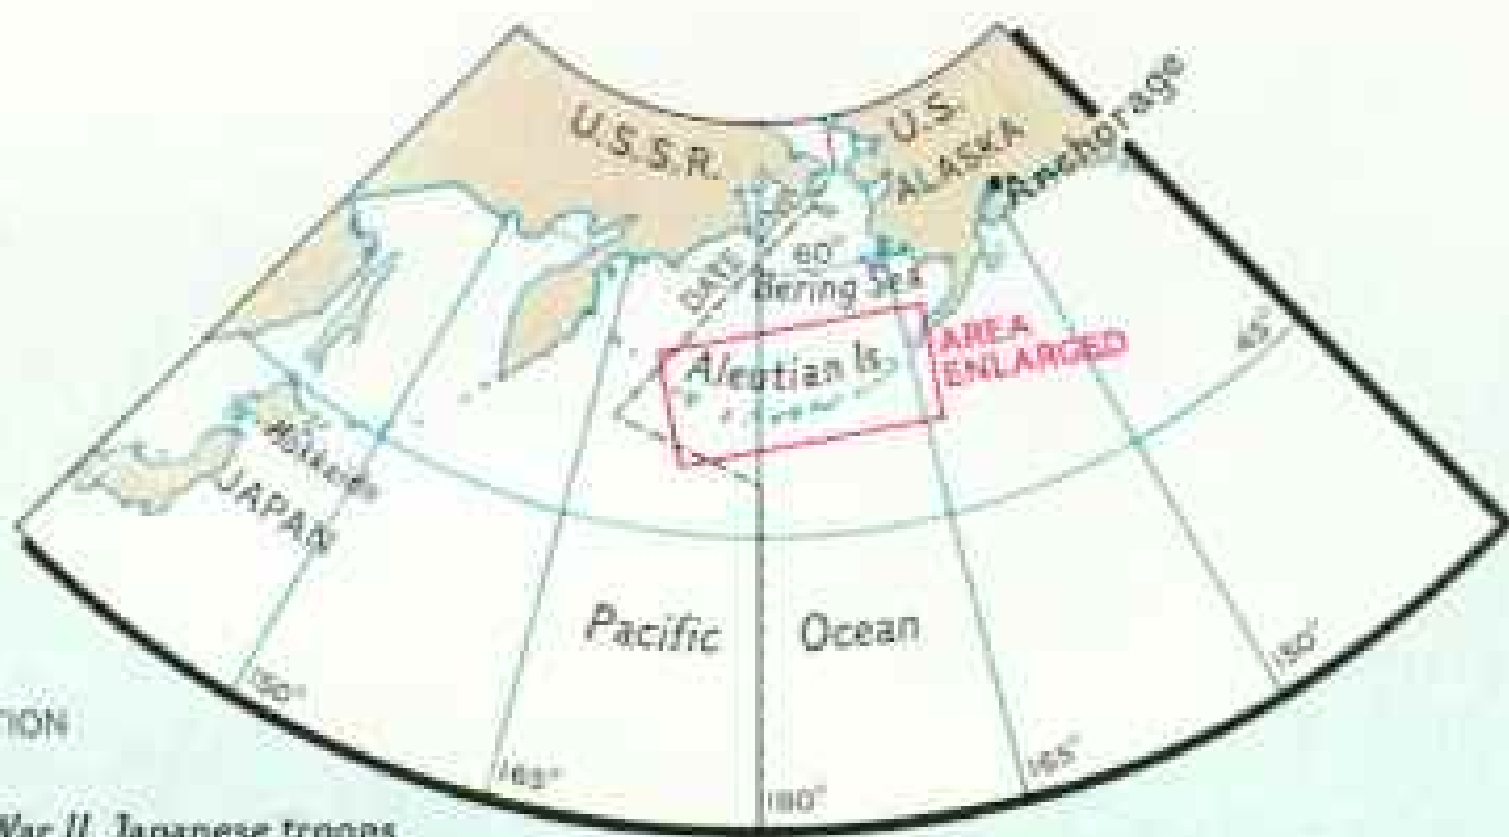 U.S.S.R.
U.S.
ALASKA
Anchorage
DATE
60°
Bering Sea
Aleutian Is.
AREA
ENLARGED
45°
Hokkaido
JAPAN
Pacific Ocean
150°
165°
180°
165°
150°
TION
War II, Japanese troops